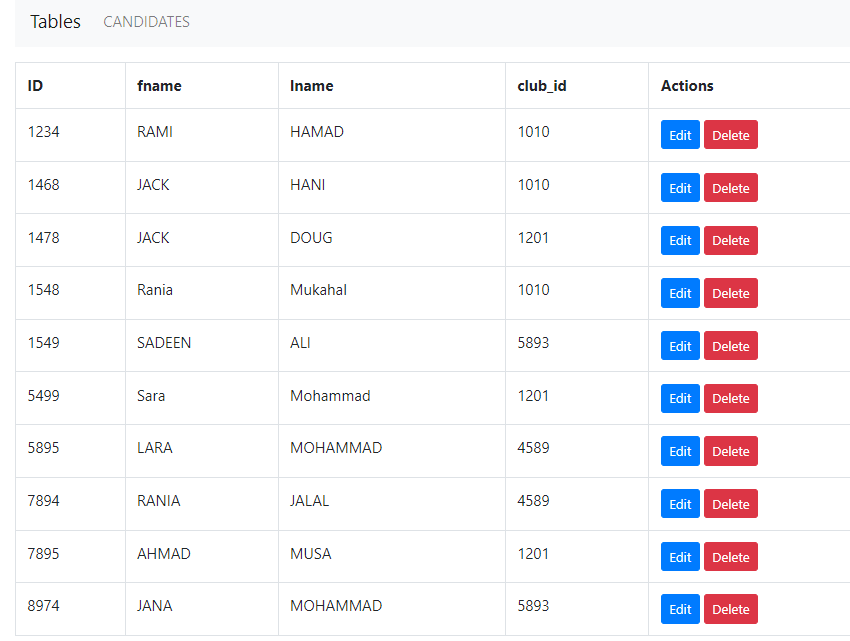 Tables CANDIDATES
ID fname lname club_id Actions
1234 RAMI HAMAD 1010 Edit Delete
1468 JACK HANI 1010 Edit Delete
1478 JACK DOUG 1201 Edit Delete
1548 Rania Mukahal 1010 Edit Delete
1549 SADEEN ALI 5893 Edit Delete
5499 Sara Mohammad 1201 Edit Delete
5895 LARA MOHAMMAD 4589 Edit Delete
7894 RANIA JALAL 4589 Edit Delete
7895 AHMAD MUSA 1201 Edit Delete
8974 JANA MOHAMMAD 5893 Edit Delete